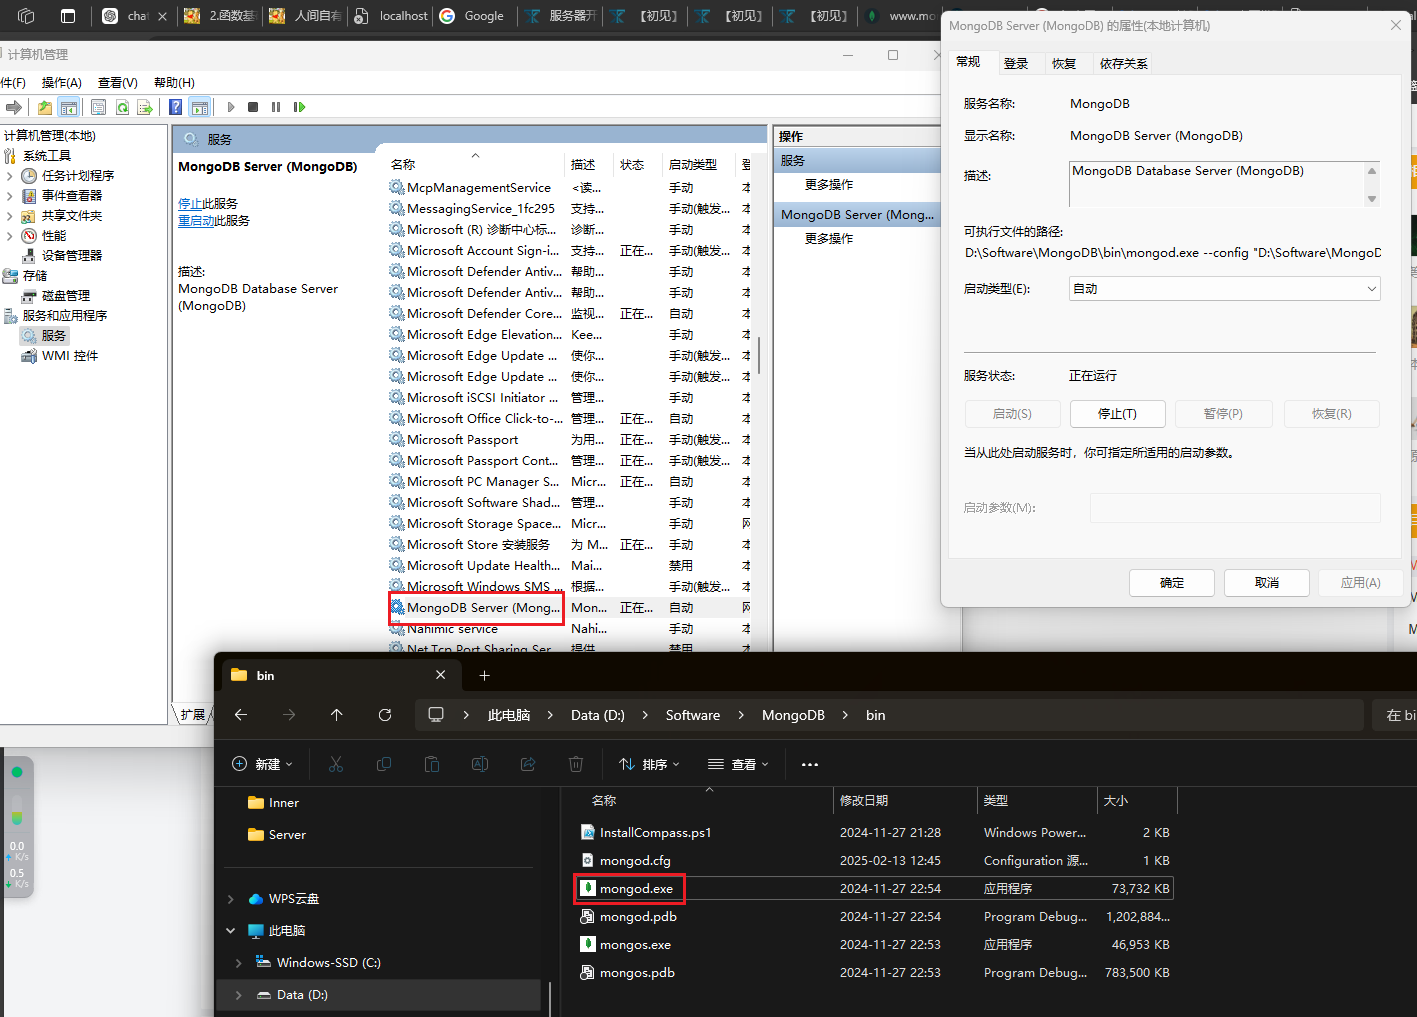 chat
2.函数基
人间自有
localhost
Google
服务器开
【初见】
【初见】
【初见】
www.mo
计算机管理
件(F) 操作(A) 查看(V) 帮助(H)
计算机管理(本地)
系统工具
任务计划程序
事件查看器
共享文件夹
性能
设备管理器
存储
磁盘管理
服务和应用程序
服务
WMI 控件
服务
MongoDB Server (MongoDB)
停止此服务
重启动此服务
描述:
MongoDB Database Server
(MongoDB)
名称 描述 状态 启动类型 登
McpManagementService <读... 手动 本
MessagingService_1fc295 支持... 手动(触发... 本
Microsoft (R) 诊断中心标... 诊断... 手动 本
Microsoft Account Sign-i... 支持... 正在... 手动(触发... 本
Microsoft Defender Antiv... 帮助... 手动 本
Microsoft Defender Antiv... 帮助... 手动 本
Microsoft Defender Core... 监视... 正在... 自动 本
Microsoft Edge Elevation... Kee... 手动 本
Microsoft Edge Update ... 使你... 手动(触发... 本
Microsoft Edge Update ... 使你... 手动(触发... 本
Microsoft iSCSI Initiator ... 管理... 手动 本
Microsoft Office Click-to-... 管理... 正在... 自动 本
Microsoft Passport 为用... 正在... 手动(触发... 本
Microsoft Passport Cont... 管理... 正在... 手动(触发... 本
Microsoft PC Manager S... Micr... 正在... 自动 本
Microsoft Software Shad... 管理... 手动 本
Microsoft Storage Space... Micr... 手动 网
Microsoft Store 安装服务 为 M... 正在... 手动 本
Microsoft Update Health... Mai... 禁用 本
Microsoft Windows SMS ... 根据... 手动(触发... 本
MongoDB Server (Mong... Mon... 正在... 自动 网
Nahimic service Nahi... 手动 本
Net.Tcp Port Sharing Ser... 提供... 禁用 本
扩展
操作
服务
更多操作
MongoDB Server (Mong...
更多操作
MongoDB Server (MongoDB) 的属性(本地计算机)
常规 登录 恢复 依存关系
服务名称: MongoDB
显示名称: MongoDB Server (MongoDB)
描述: MongoDB Database Server (MongoDB)
可执行文件的路径:
D:\Software\MongoDB\bin\mongod.exe --config "D:\Software\MongoD
启动类型(E): 自动
服务状态: 正在运行
启动(S) 停止(T) 暂停(P) 恢复(R)
当从此处启动服务时，你可指定所适用的启动参数。
启动参数(M):
确定 取消 应用(A)
bin
此电脑 Data (D:) Software MongoDB bin
在 bi
新建 排序 查看
Inner
Server
WPS云盘
此电脑
Windows-SSD (C:)
Data (D:)
名称 修改日期 类型 大小
InstallCompass.ps1 2024-11-27 21:28 Windows Power... 2 KB
mongod.cfg 2025-02-13 12:45 Configuration 源... 1 KB
mongod.exe 2024-11-27 22:54 应用程序 73,732 KB
mongod.pdb 2024-11-27 22:54 Program Debug... 1,202,884...
mongos.exe 2024-11-27 22:53 应用程序 46,953 KB
mongos.pdb 2024-11-27 22:53 Program Debug... 783,500 KB
0.0
K/s
0.5
K/s